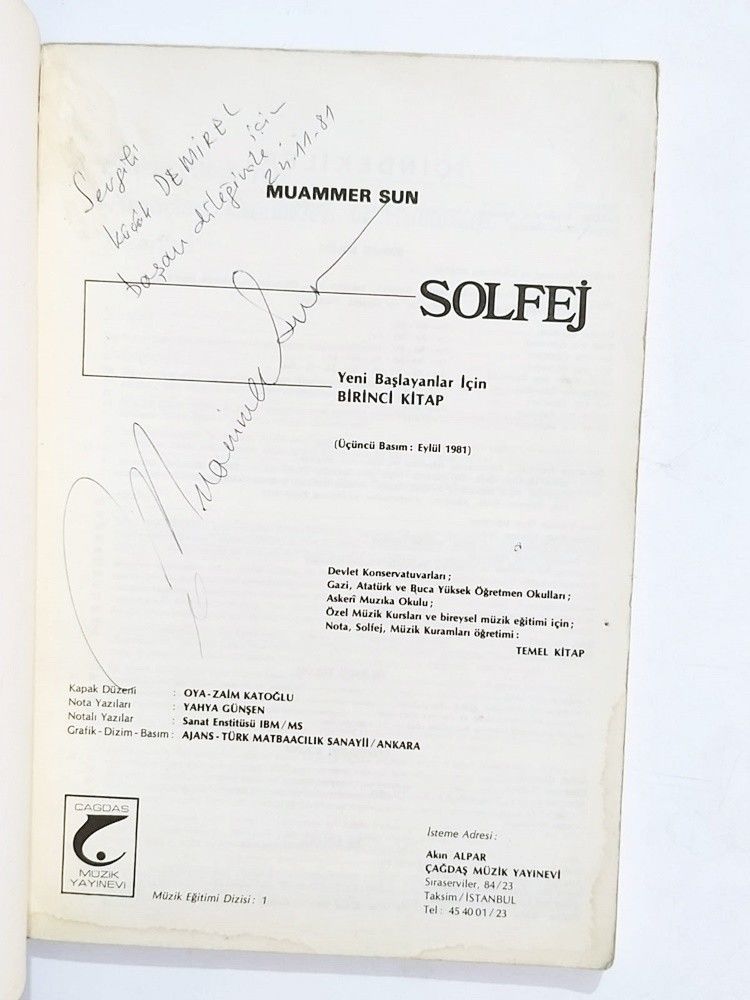 Sevgili
DEMİREL
başarı dileğimle için
24.11.81
MUAMMER SUN
Muammer Sun
SOLFEJ
Yeni Başlayanlar İçin
BİRİNCİ KİTAP
(Üçüncü Basım : Eylül 1981)
Devlet Konservatuvarları ;
Gazi, Atatürk ve Buca Yüksek Öğretmen Okulları ;
Askerî Muzıka Okulu ;
Özel Müzik Kursları ve bireysel müzik eğitimi için ;
Nota, Solfej, Müzik Kuramları öğretimi :
TEMEL KİTAP
Kapak Düzeni : OYA - ZAİM KATOĞLU
Nota Yazıları : YAHYA GÜNŞEN
Notalı Yazılar : Sanat Enstitüsü IBM/MS
Grafik - Dizim - Basım : AJANS - TÜRK MATBAACILIK SANAYİİ / ANKARA
ÇAĞDAŞ
MÜZİK
YAYINEVİ
Müzik Eğitimi Dizisi : 1
İsteme Adresi :
Akın ALPAR
ÇAĞDAŞ MÜZİK YAYINEVİ
Sıraserviler, 84/23
Taksim/İSTANBUL
Tel : 45 40 01 / 23